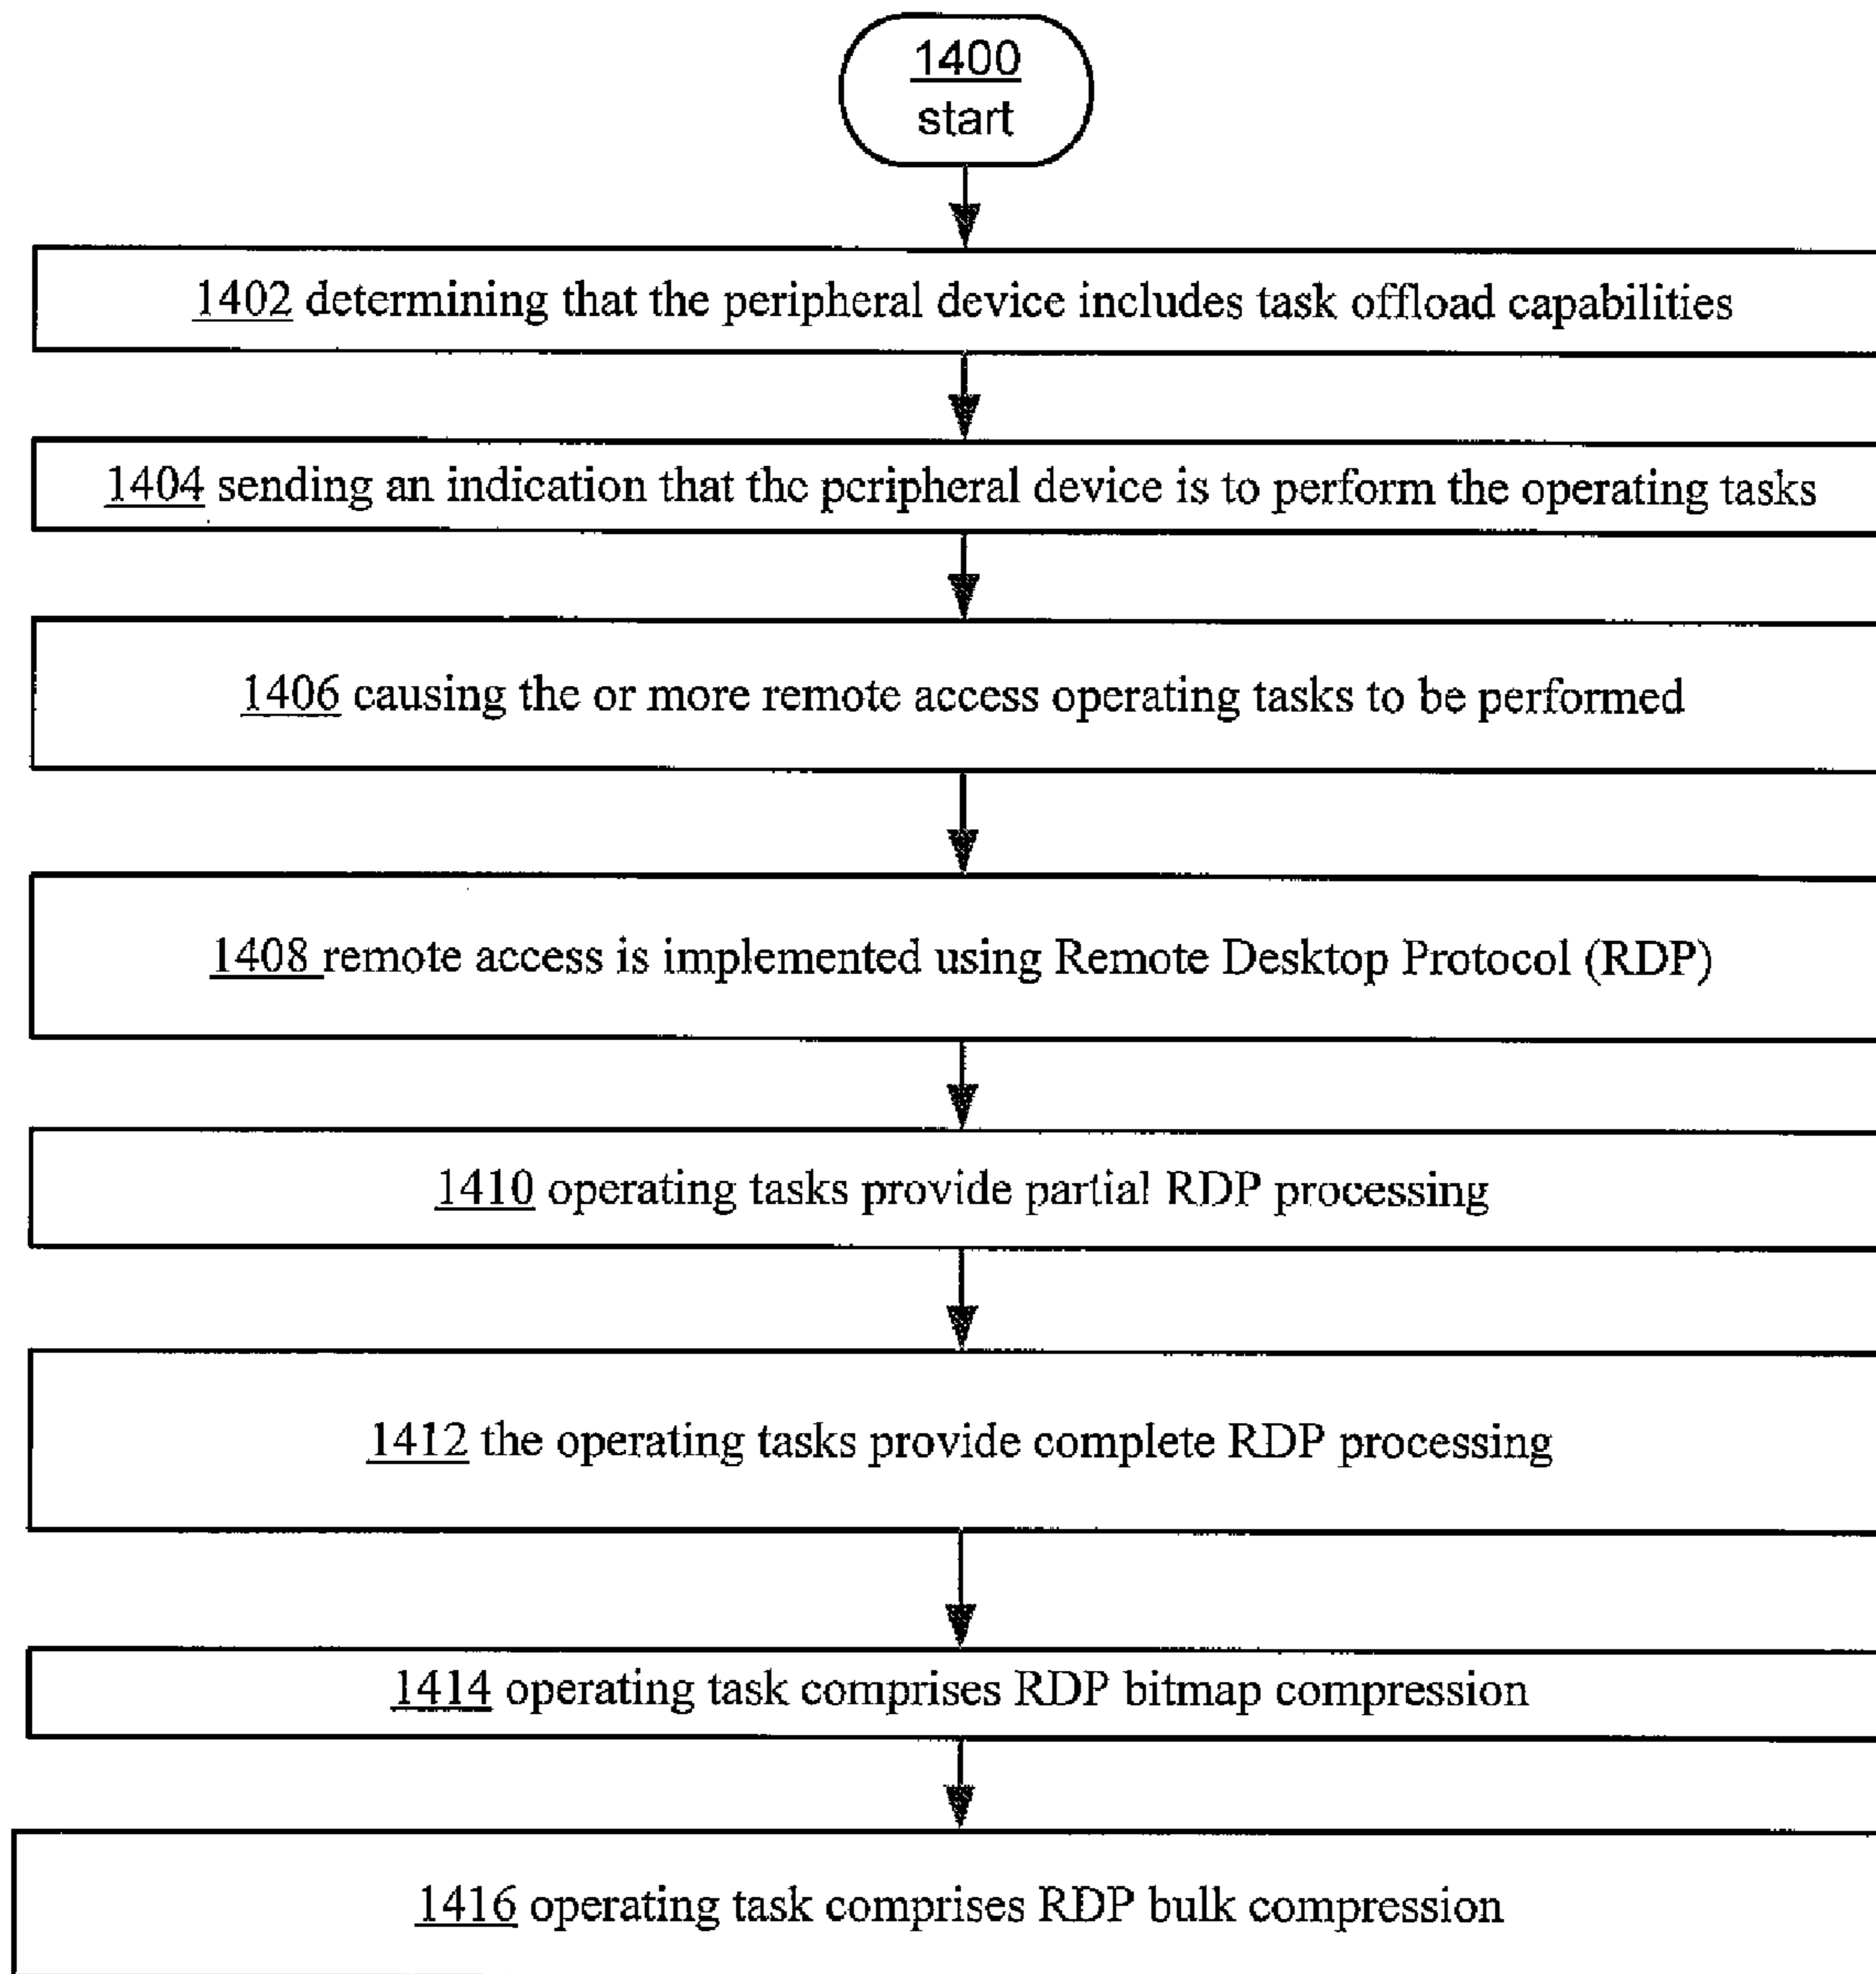 1400
start
1402 determining that the peripheral device includes task offload capabilities
1404 sending an indication that the peripheral device is to perform the operating tasks
1406 causing the or more remote access operating tasks to be performed
1408 remote access is implemented using Remote Desktop Protocol (RDP)
1410 operating tasks provide partial RDP processing
1412 the operating tasks provide complete RDP processing
1414 operating task comprises RDP bitmap compression
1416 operating task comprises RDP bulk compression